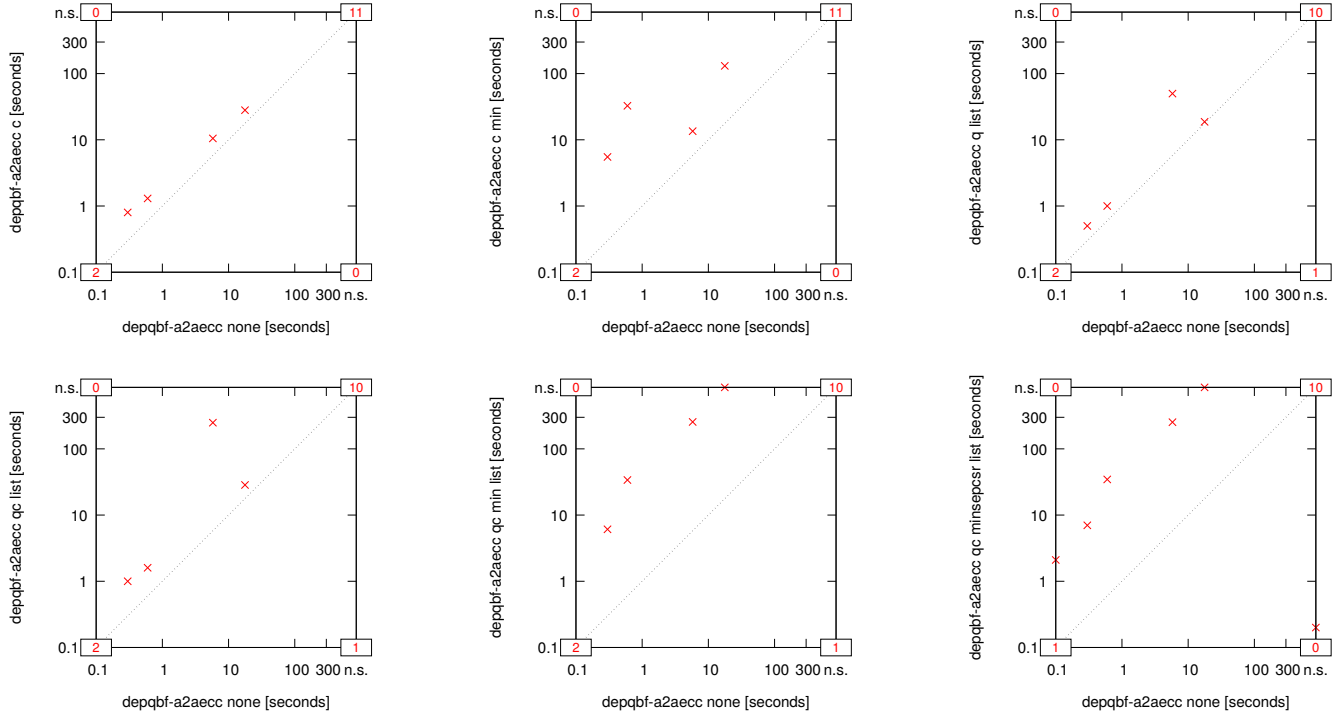 n.s. 0 11
300
100
10
1
0.1 2 0
0.1 1 10 100 300 n.s.
depqbf-a2aecc none [seconds]
depqbf-a2aecc c [seconds]
n.s. 0 11
300
100
10
1
0.1 2 0
0.1 1 10 100 300 n.s.
depqbf-a2aecc none [seconds]
depqbf-a2aecc c min [seconds]
n.s. 0 10
300
100
10
1
0.1 2 1
0.1 1 10 100 300 n.s.
depqbf-a2aecc none [seconds]
depqbf-a2aecc q list [seconds]
n.s. 0 10
300
100
10
1
0.1 2 1
0.1 1 10 100 300 n.s.
depqbf-a2aecc none [seconds]
depqbf-a2aecc qc list [seconds]
n.s. 0 10
300
100
10
1
0.1 2 1
0.1 1 10 100 300 n.s.
depqbf-a2aecc none [seconds]
depqbf-a2aecc qc min list [seconds]
n.s. 0 10
300
100
10
1
0.1 1 0
0.1 1 10 100 300 n.s.
depqbf-a2aecc none [seconds]
depqbf-a2aecc qc minsepcsr list [seconds]